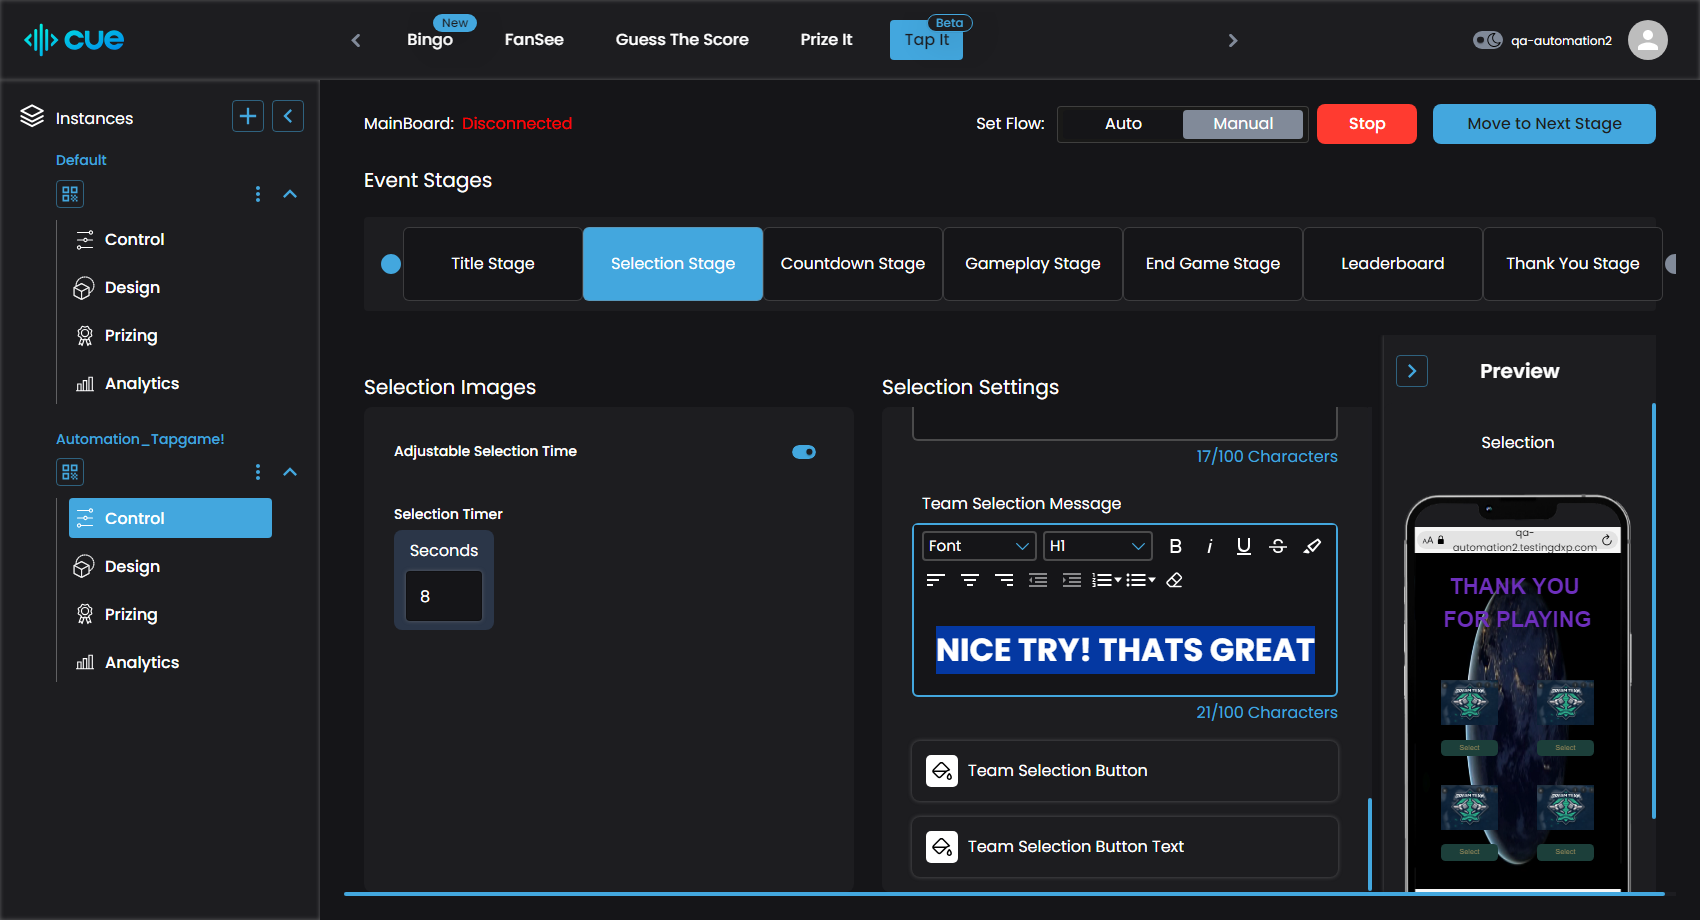 cue
New
Bingo
FanSee
Guess The Score
Prize It
Beta
Tap It
qa-automation2
Instances
Default
Control
Design
Prizing
Analytics
Automation_Tapgame!
Control
Design
Prizing
Analytics
MainBoard: Disconnected
Set Flow:
Auto
Manual
Stop
Move to Next Stage
Event Stages
Title Stage
Selection Stage
Countdown Stage
Gameplay Stage
End Game Stage
Leaderboard
Thank You Stage
Selection Images
Adjustable Selection Time
Selection Timer
Seconds
8
Selection Settings
17/100 Characters
Team Selection Message
Font
H1
B
i
U
S
NICE TRY! THATS GREAT
21/100 Characters
Team Selection Button
Team Selection Button Text
Preview
Selection
AA
qa-
automation2.testingdxp.com
THANK YOU
FOR PLAYING
Select
Select
Select
Select